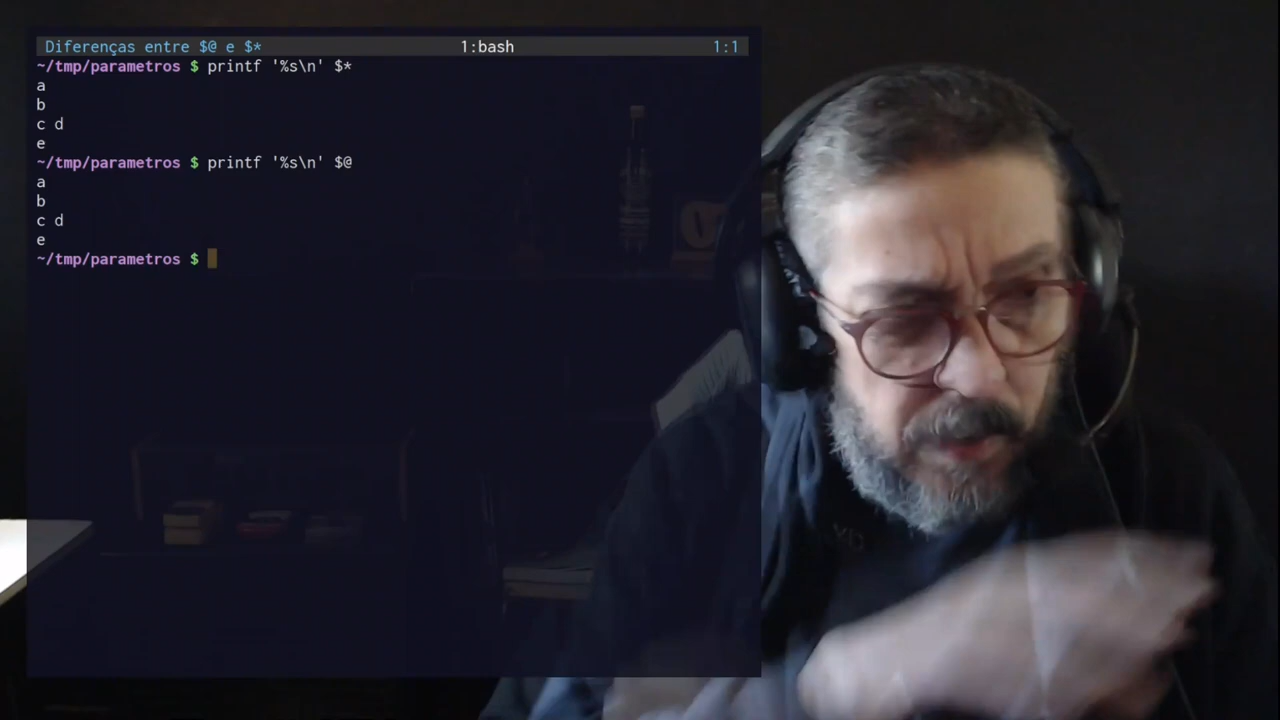 Diferenças entre $@ e $* 1:bash 1:1
~/tmp/parametros $ printf '%s\n' $*
a
b
c d
e
~/tmp/parametros $ printf '%s\n' $@
a
b
c d
e
~/tmp/parametros $